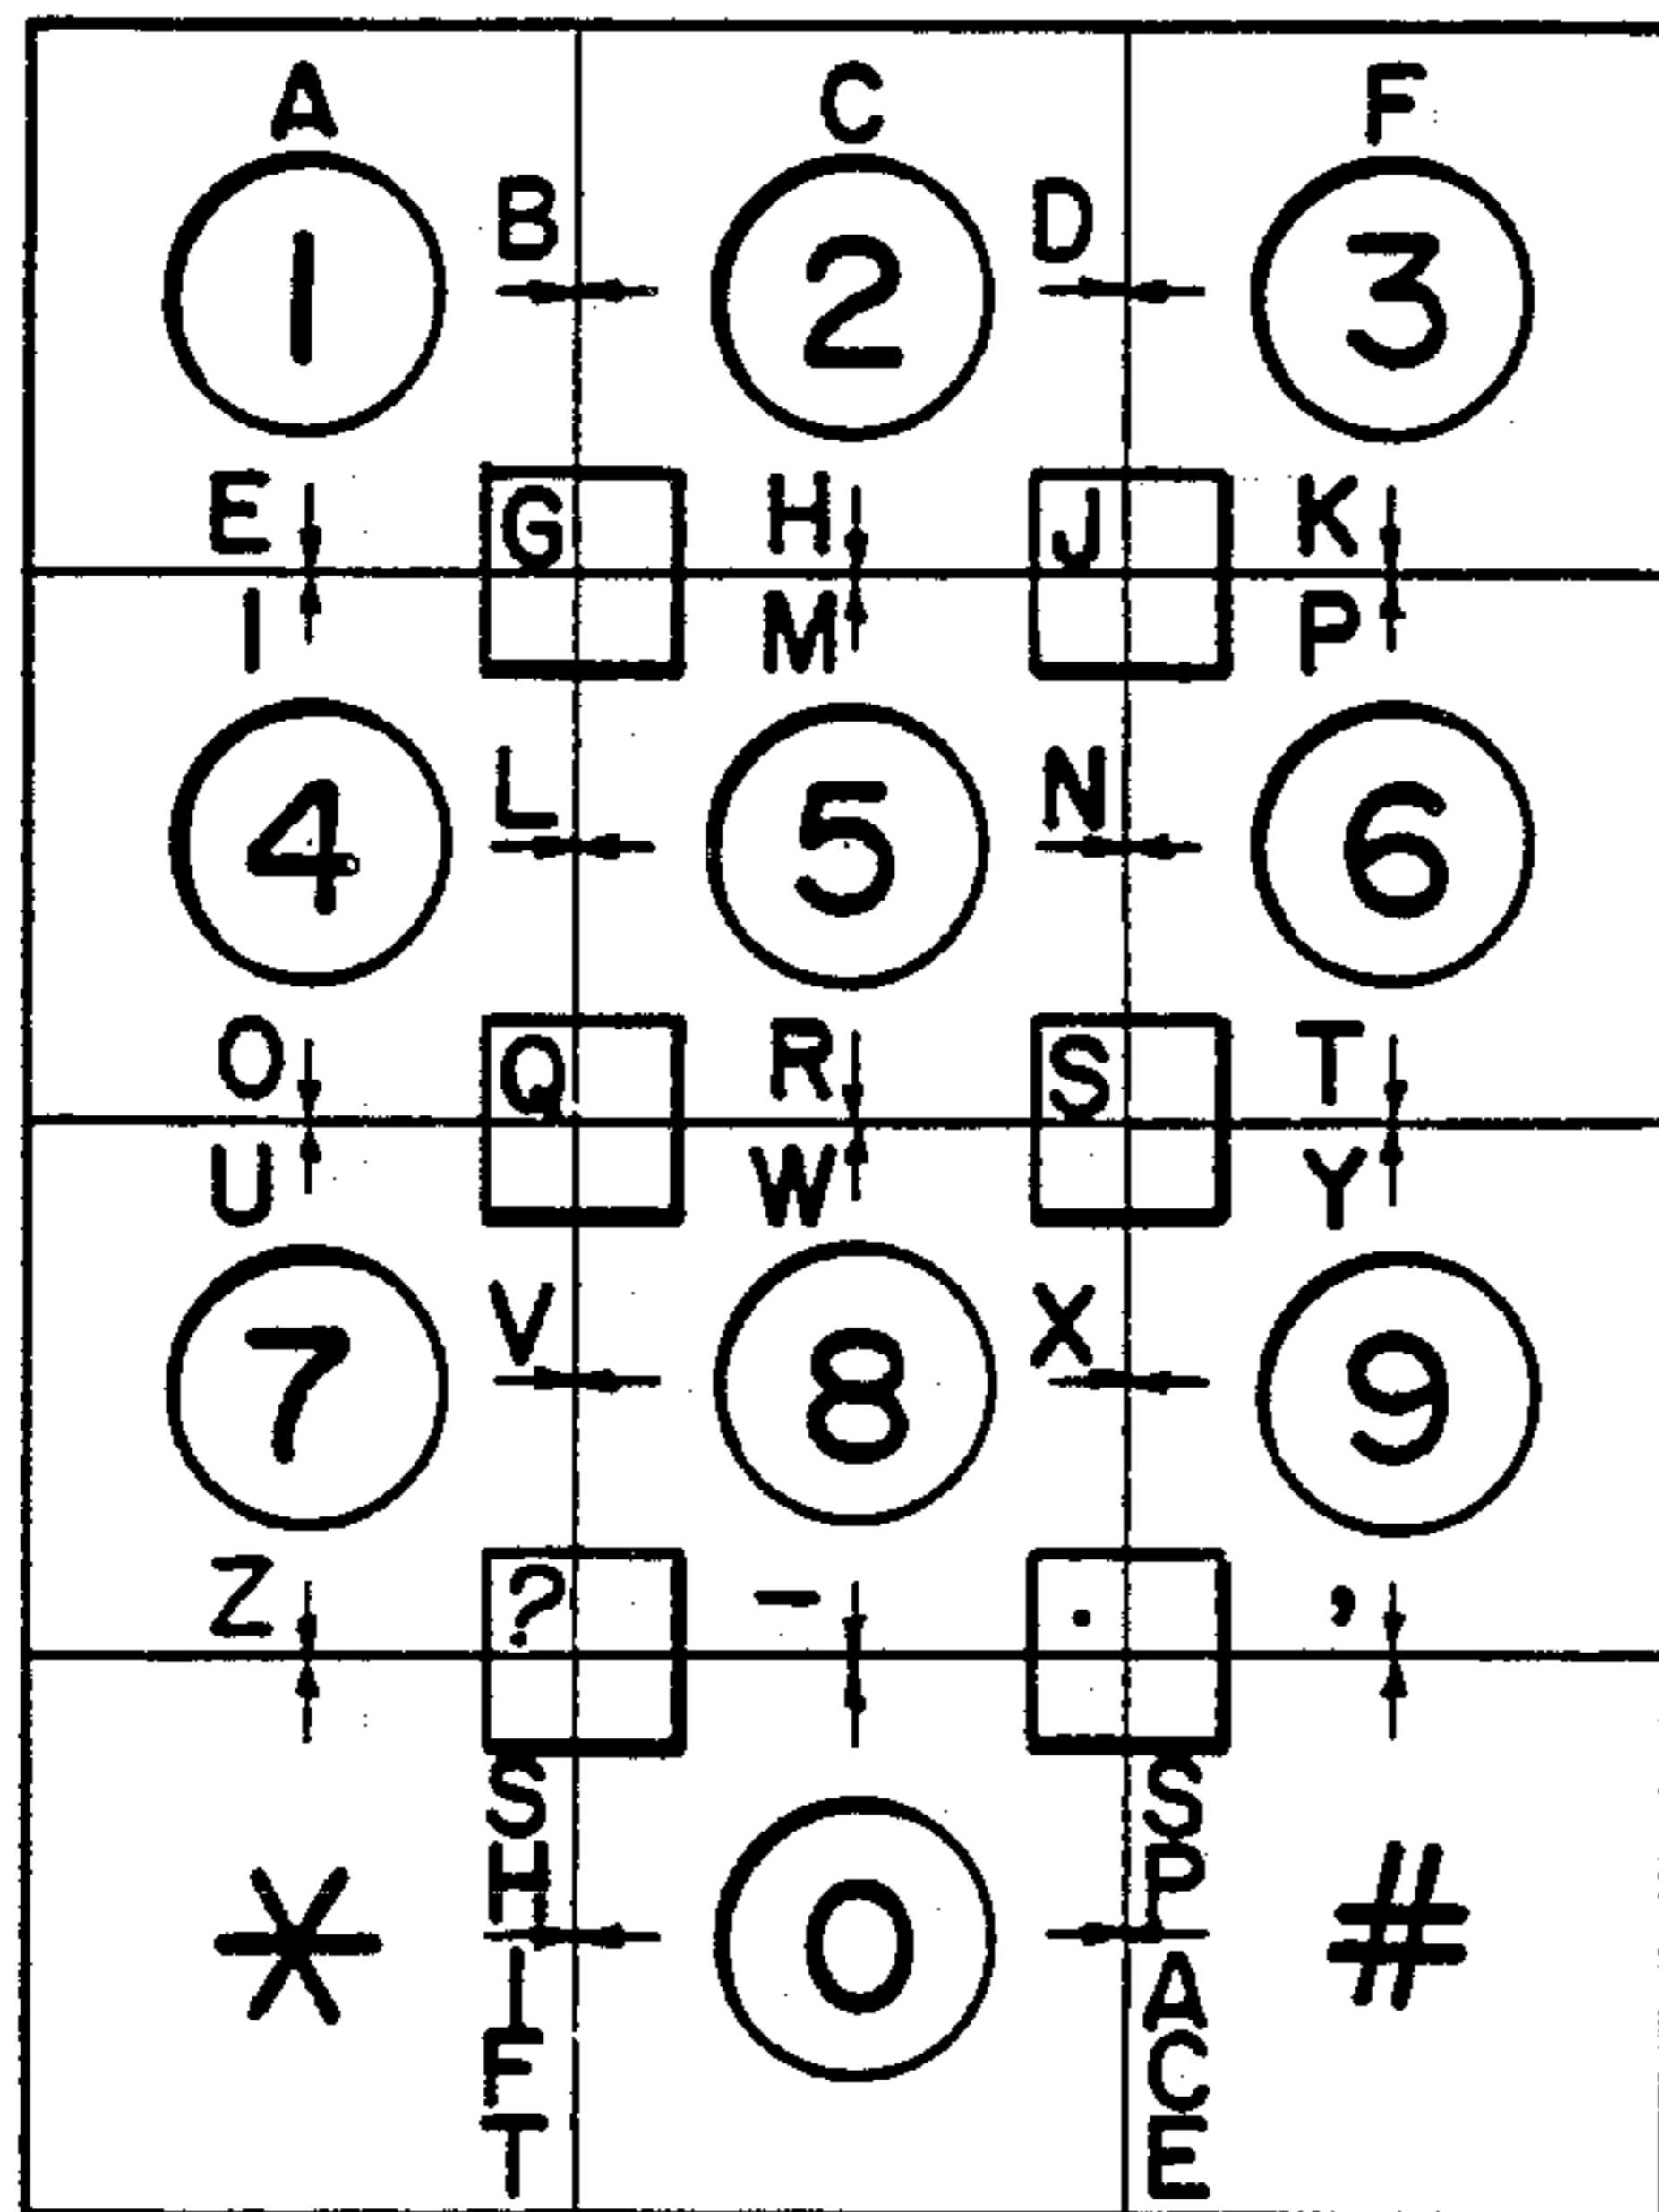 A C F
B D
1 2 3
E G H J K
I M P
L N
4 5 6
O Q R S T
U W Y
V X
7 8 9
Z ? - . ,
SHIFT SPACE
* 0 #